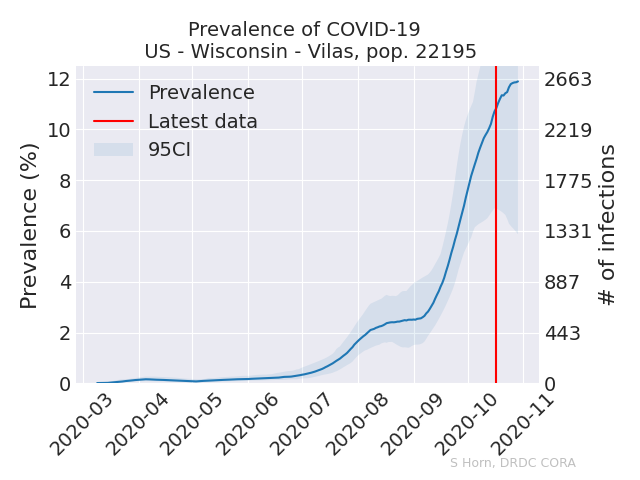 Prevalence of COVID-19
US - Wisconsin - Vilas, pop. 22195
Prevalence
Latest data
95CI
Prevalence (%)
12
10
8
6
4
2
0
2663
2219
1775
1331
887
443
0
# of infections
2020-03
2020-04
2020-05
2020-06
2020-07
2020-08
2020-09
2020-10
2020-11
S Horn, DRDC CORA